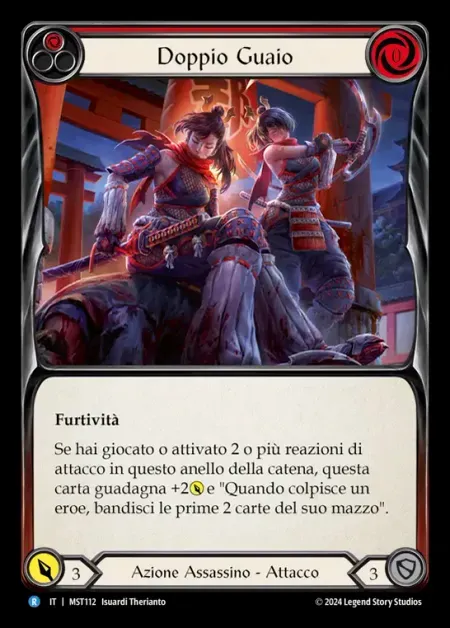 Doppio Guaio
0
Furtività
Se hai giocato o attivato 2 o più reazioni di
attacco in questo anello della catena, questa
carta guadagna +2 e "Quando colpisce un
eroe, bandisci le prime 2 carte del suo mazzo".
3
Azione Assassino - Attacco
3
R IT | MST112 Isuardi Therianto
© 2024 Legend Story Studios